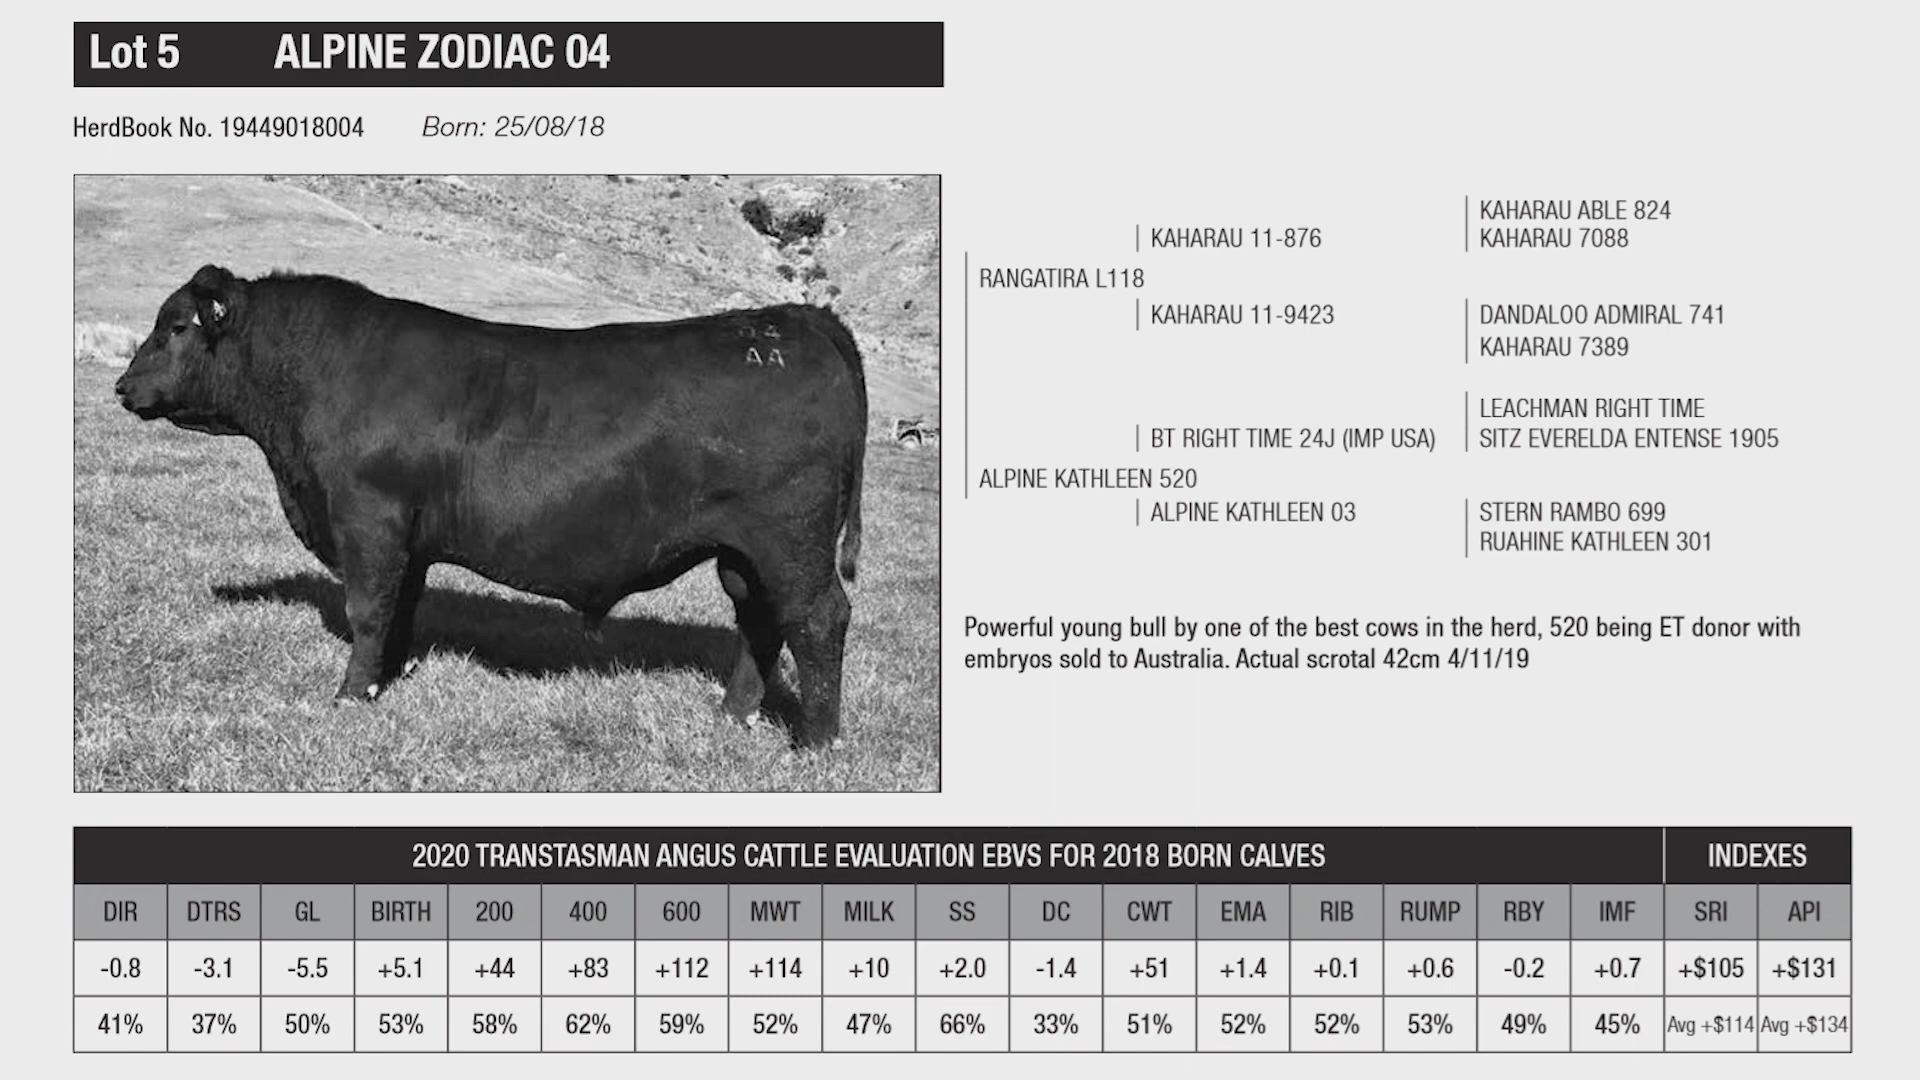 Lot 5 ALPINE ZODIAC 04
HerdBook No. 19449018004 Born: 25/08/18
04
AA
KAHARAU ABLE 824
KAHARAU 11-876
KAHARAU 7088
RANGATIRA L118
KAHARAU 11-9423
DANDALOO ADMIRAL 741
KAHARAU 7389
LEACHMAN RIGHT TIME
BT RIGHT TIME 24J (IMP USA)
SITZ EVERELDA ENTENSE 1905
ALPINE KATHLEEN 520
ALPINE KATHLEEN 03
STERN RAMBO 699
RUAHINE KATHLEEN 301
Powerful young bull by one of the best cows in the herd, 520 being ET donor with
embryos sold to Australia. Actual scrotal 42cm 4/11/19
2020 TRANSTASMAN ANGUS CATTLE EVALUATION EBVS FOR 2018 BORN CALVES INDEXES
DIR DTRS GL BIRTH 200 400 600 MWT MILK SS DC CWT EMA RIB RUMP RBY IMF SRI API
-0.8 -3.1 -5.5 +5.1 +44 +83 +112 +114 +10 +2.0 -1.4 +51 +1.4 +0.1 +0.6 -0.2 +0.7 +$105 +$131
41% 37% 50% 53% 58% 62% 59% 52% 47% 66% 33% 51% 52% 52% 53% 49% 45% Avg +$114 Avg +$134